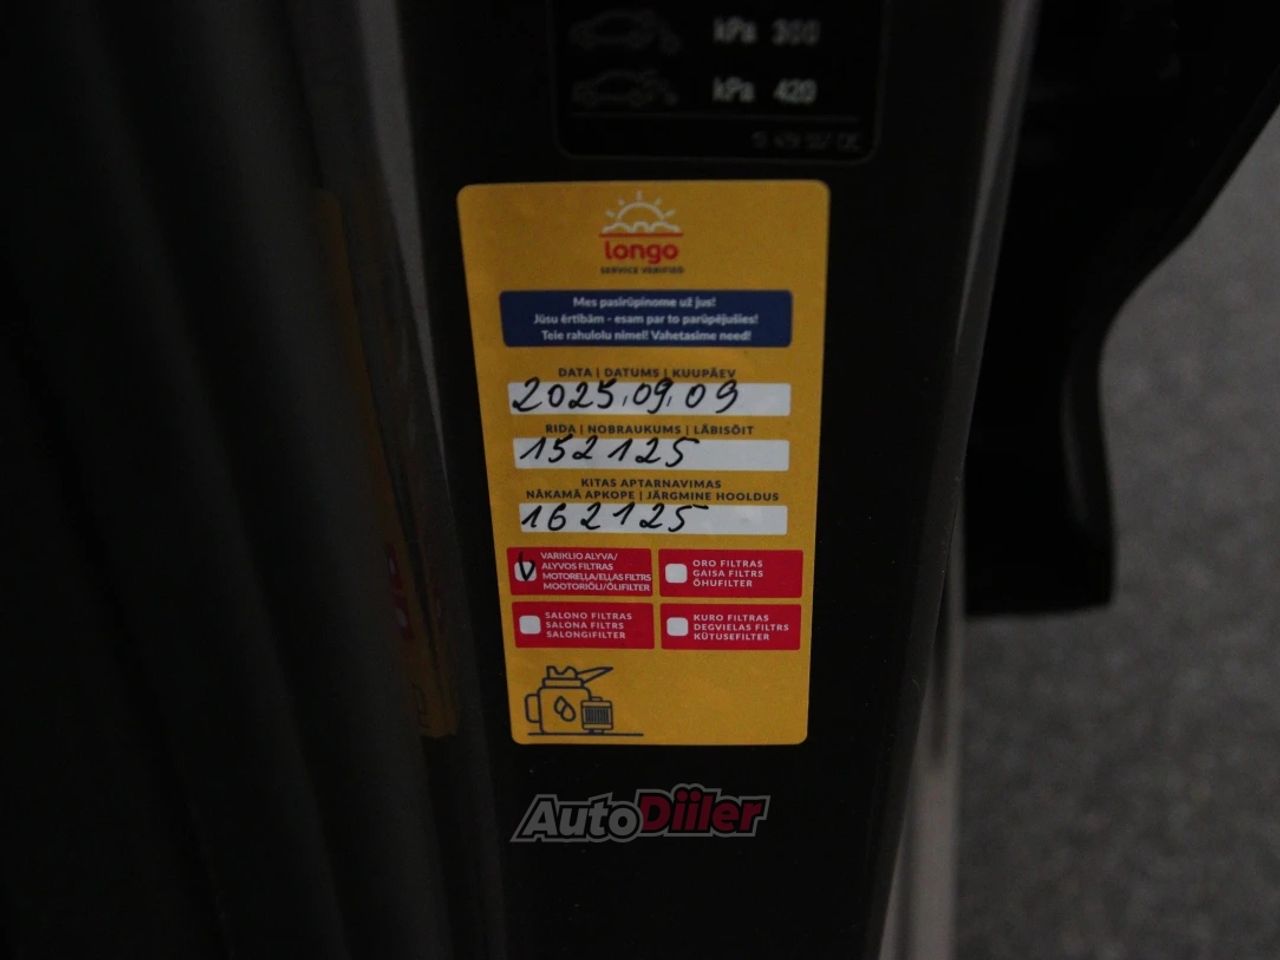 kPa 300
kPa 420
longo
SERVICE VERIFIED
Mes pasirūpinome už jus!
Jūsu ērtībām - esam par to parūpējušies!
Teie rahulolu nimel! Vahetasime need!
DATA | DATUMS | KUUPÄEV
2025.09.09
RIDA | NOBRAUKUMS | LÄBISÕIT
152125
KITAS APTARNAVIMAS
NĀKAMĀ APKOPE | JÄRGMINE HOOLDUS
162125
VARIKLIO ALYVA/
ALYVOS FILTRAS
MOTOREĻĻA/EĻĻAS FILTRS
MOOTORIÕLI/ÕLIFILTER
ORO FILTRAS
GAISA FILTRS
ÕHUFILTER
SALONO FILTRAS
SALONA FILTRS
SALONGIFILTER
KURO FILTRAS
DEGVIELAS FILTRS
KÜTUSEFILTER
AutoDiiler